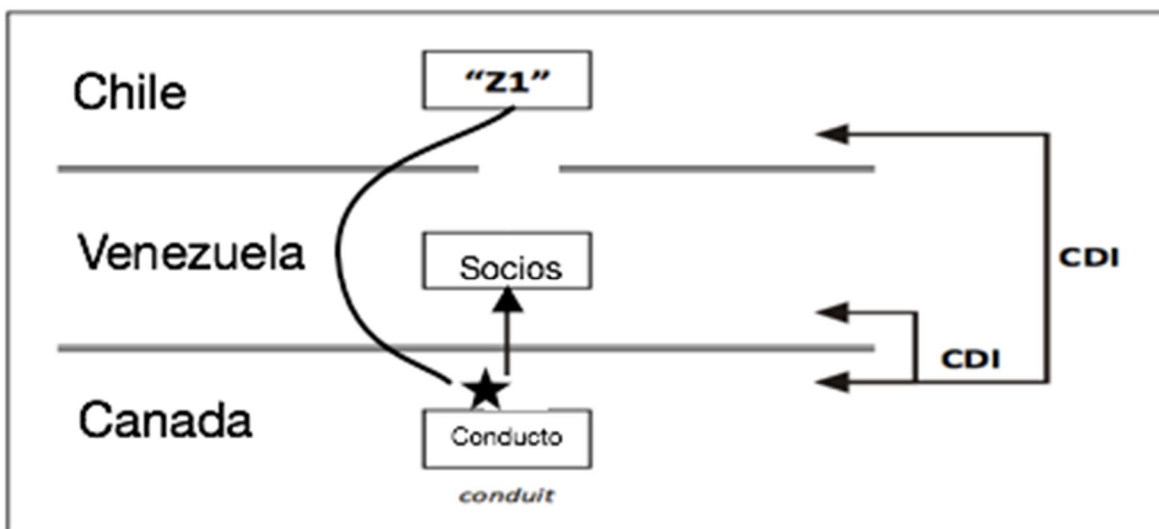 Chile
“Z1”
Venezuela
Socios
CDI
CDI
Canada
Conducto
conduit